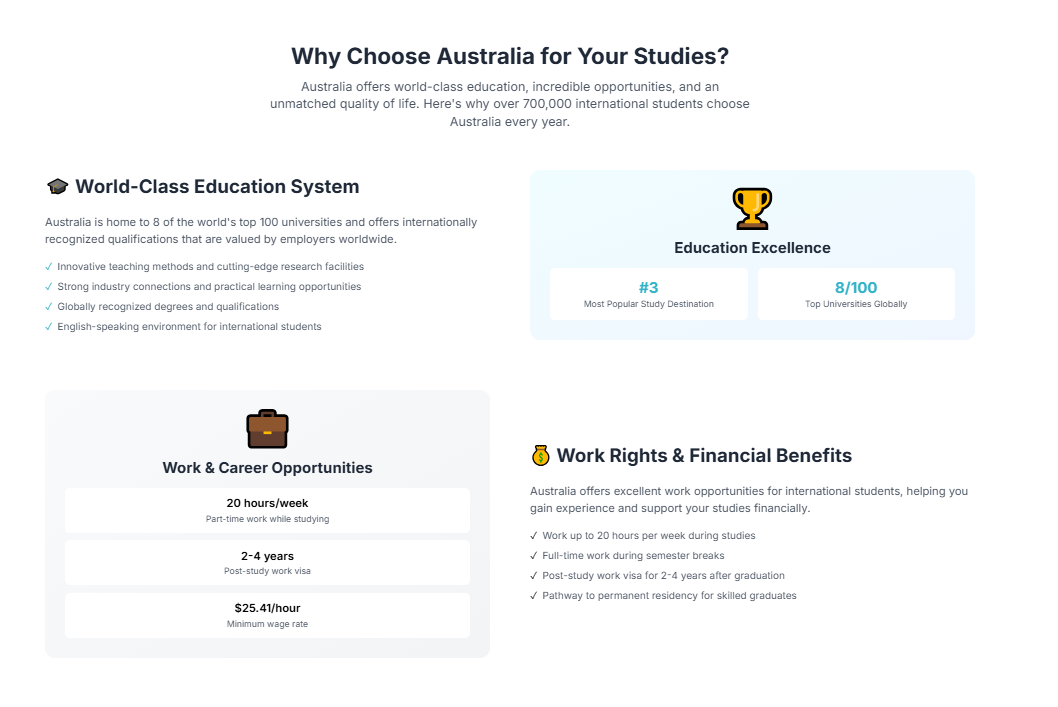 Why Choose Australia for Your Studies?
Australia offers world-class education, incredible opportunities, and an
unmatched quality of life. Here's why over 700,000 international students choose
Australia every year.
World-Class Education System
Australia is home to 8 of the world's top 100 universities and offers internationally
recognized qualifications that are valued by employers worldwide.
✓ Innovative teaching methods and cutting-edge research facilities
✓ Strong industry connections and practical learning opportunities
✓ Globally recognized degrees and qualifications
✓ English-speaking environment for international students
Education Excellence
#3
Most Popular Study Destination
8/100
Top Universities Globally
Work & Career Opportunities
20 hours/week
Part-time work while studying
2-4 years
Post-study work visa
$25.41/hour
Minimum wage rate
Work Rights & Financial Benefits
Australia offers excellent work opportunities for international students, helping you
gain experience and support your studies financially.
✓ Work up to 20 hours per week during studies
✓ Full-time work during semester breaks
✓ Post-study work visa for 2-4 years after graduation
✓ Pathway to permanent residency for skilled graduates